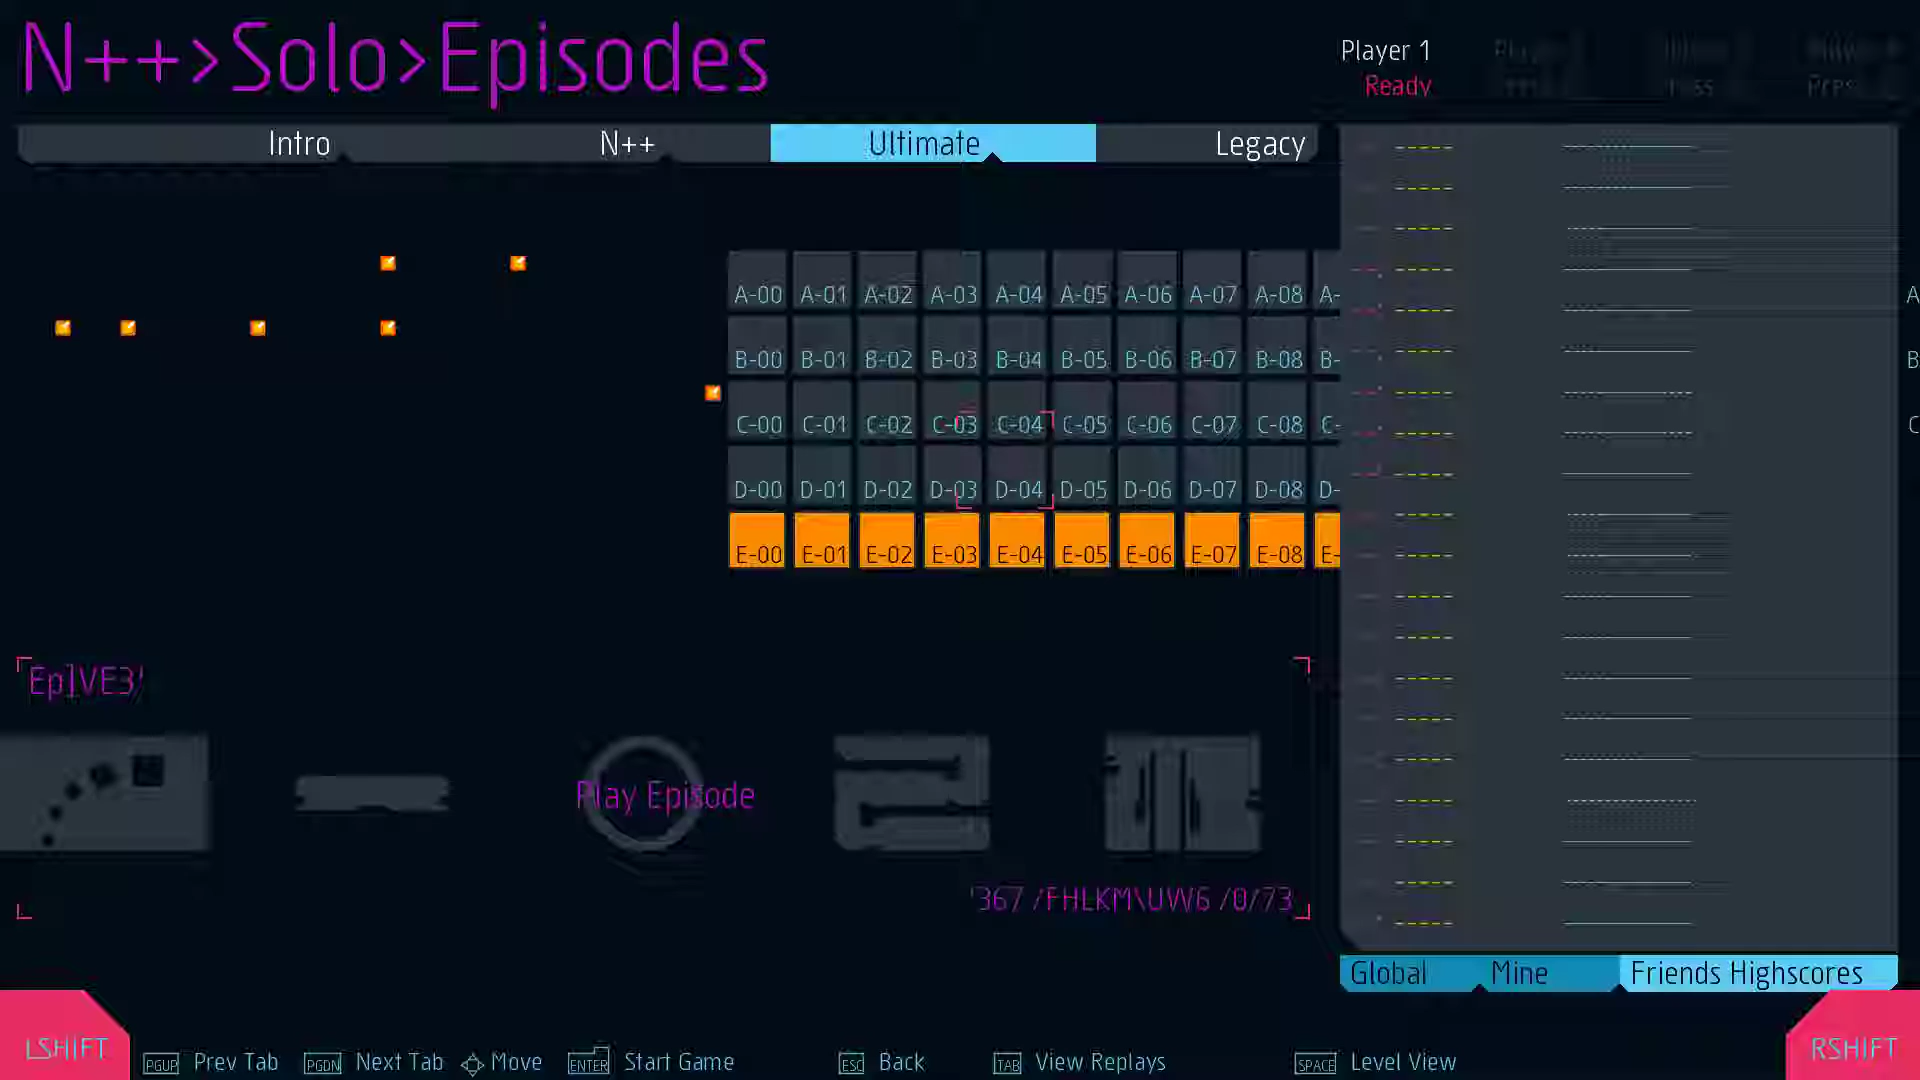 N++>Solo>Episodes
Player 1
Ready
Intro N++ Ultimate Legacy
A-00 A-01 A-02 A-03 A-04 A-05 A-06 A-07 A-08 A-
B-00 B-01 B-02 B-03 B-04 B-05 B-06 B-07 B-08 B-
C-00 C-01 C-02 C-03 C-04 C-05 C-06 C-08 C-
D-00 D-01 D-02 D-03 D-04 D-05 D-06 D-07 D-08 D-
E-00 E-01 E-02 E-03 E-04 E-05 E-06 E-07 E-08 E-
Play Episode
Global Mine Friends Highscores
LSHIFT PGUP Prev Tab PGDN Next Tab Move ENTER Start Game ESC Back TAB View Replays SPACE Level View RSHIFT